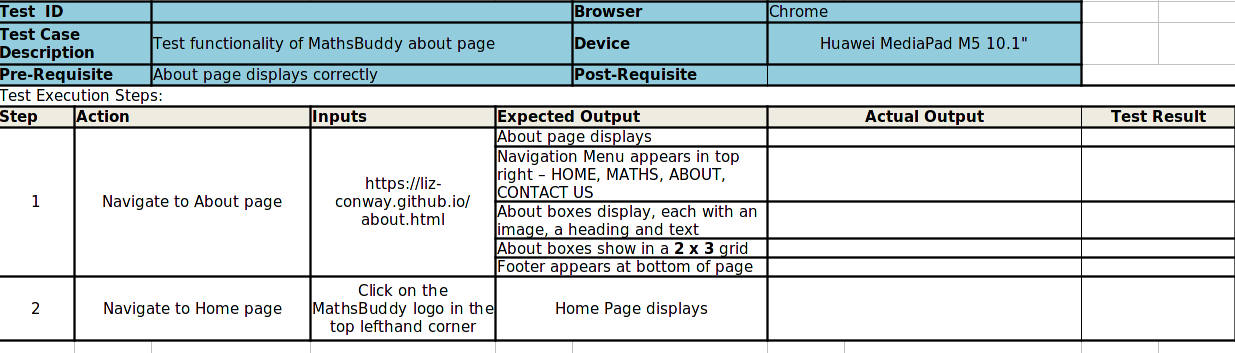 Test ID Browser Chrome
Test Case
Description Test functionality of MathsBuddy about page Device Huawei MediaPad M5 10.1"
Pre-Requisite About page displays correctly Post-Requisite
Test Execution Steps:
Step Action Inputs Expected Output Actual Output Test Result
1 Navigate to About page
https://liz-
conway.github.io/
about.html
About page displays
Navigation Menu appears in top
right – HOME, MATHS, ABOUT,
CONTACT US
About boxes display, each with an
image, a heading and text
About boxes show in a 2 x 3 grid
Footer appears at bottom of page
2 Navigate to Home page
Click on the
MathsBuddy logo in the
top lefthand corner
Home Page displays